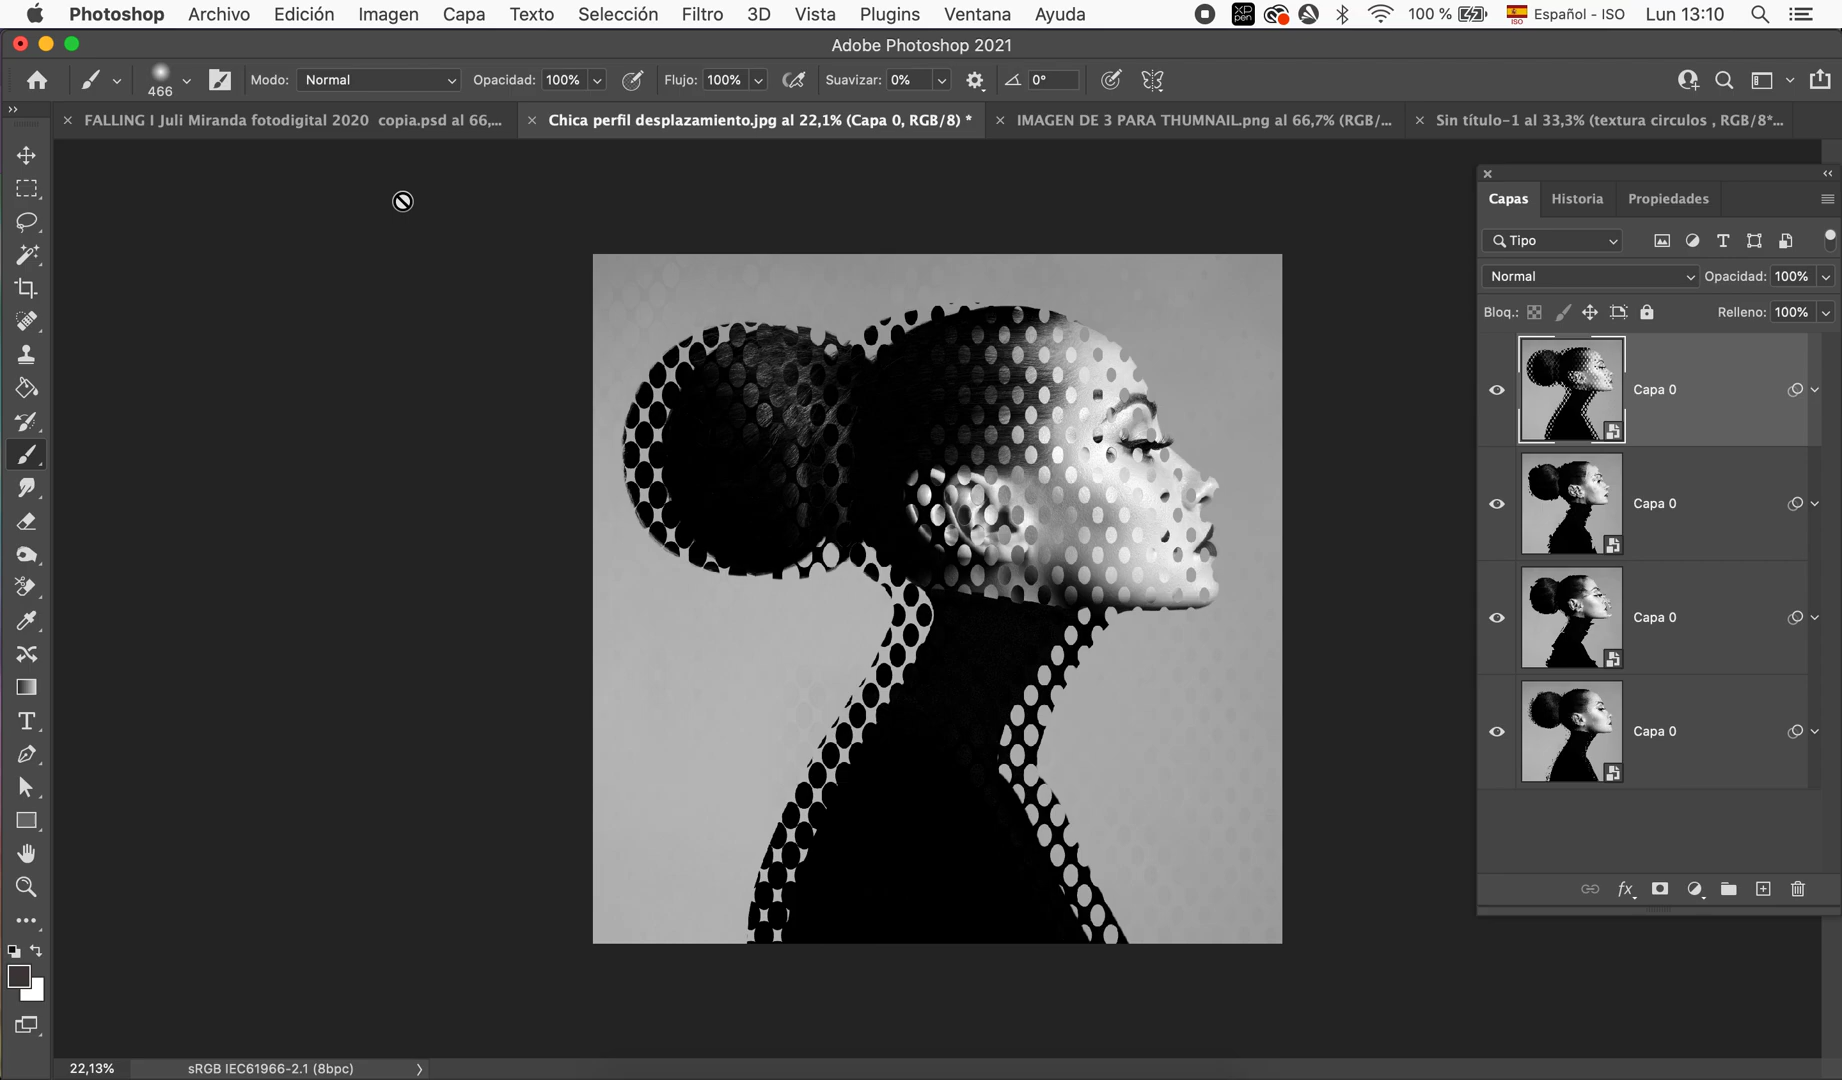 Photoshop Archivo Edición Imagen Capa Texto Selección Filtro 3D Vista Plugins Ventana Ayuda XP pen 100 % ISO Español - ISO Lun 13:10
Adobe Photoshop 2021
466 Modo: Normal Opacidad: 100% Flujo: 100% Suavizar: 0% 0°
FALLING I Juli Miranda fotodigital 2020 copia.psd al 66,... Chica perfil desplazamiento.jpg al 22,1% (Capa 0, RGB/8) * IMAGEN DE 3 PARA THUMNAIL.png al 66,7% (RGB/... Sin título-1 al 33,3% (textura circulos , RGB/8*...
Capas Historia Propiedades
Tipo
Normal Opacidad: 100%
Bloq.: Relleno: 100%
Capa 0
Capa 0
Capa 0
Capa 0
fx
22,13% sRGB IEC61966-2.1 (8bpc)